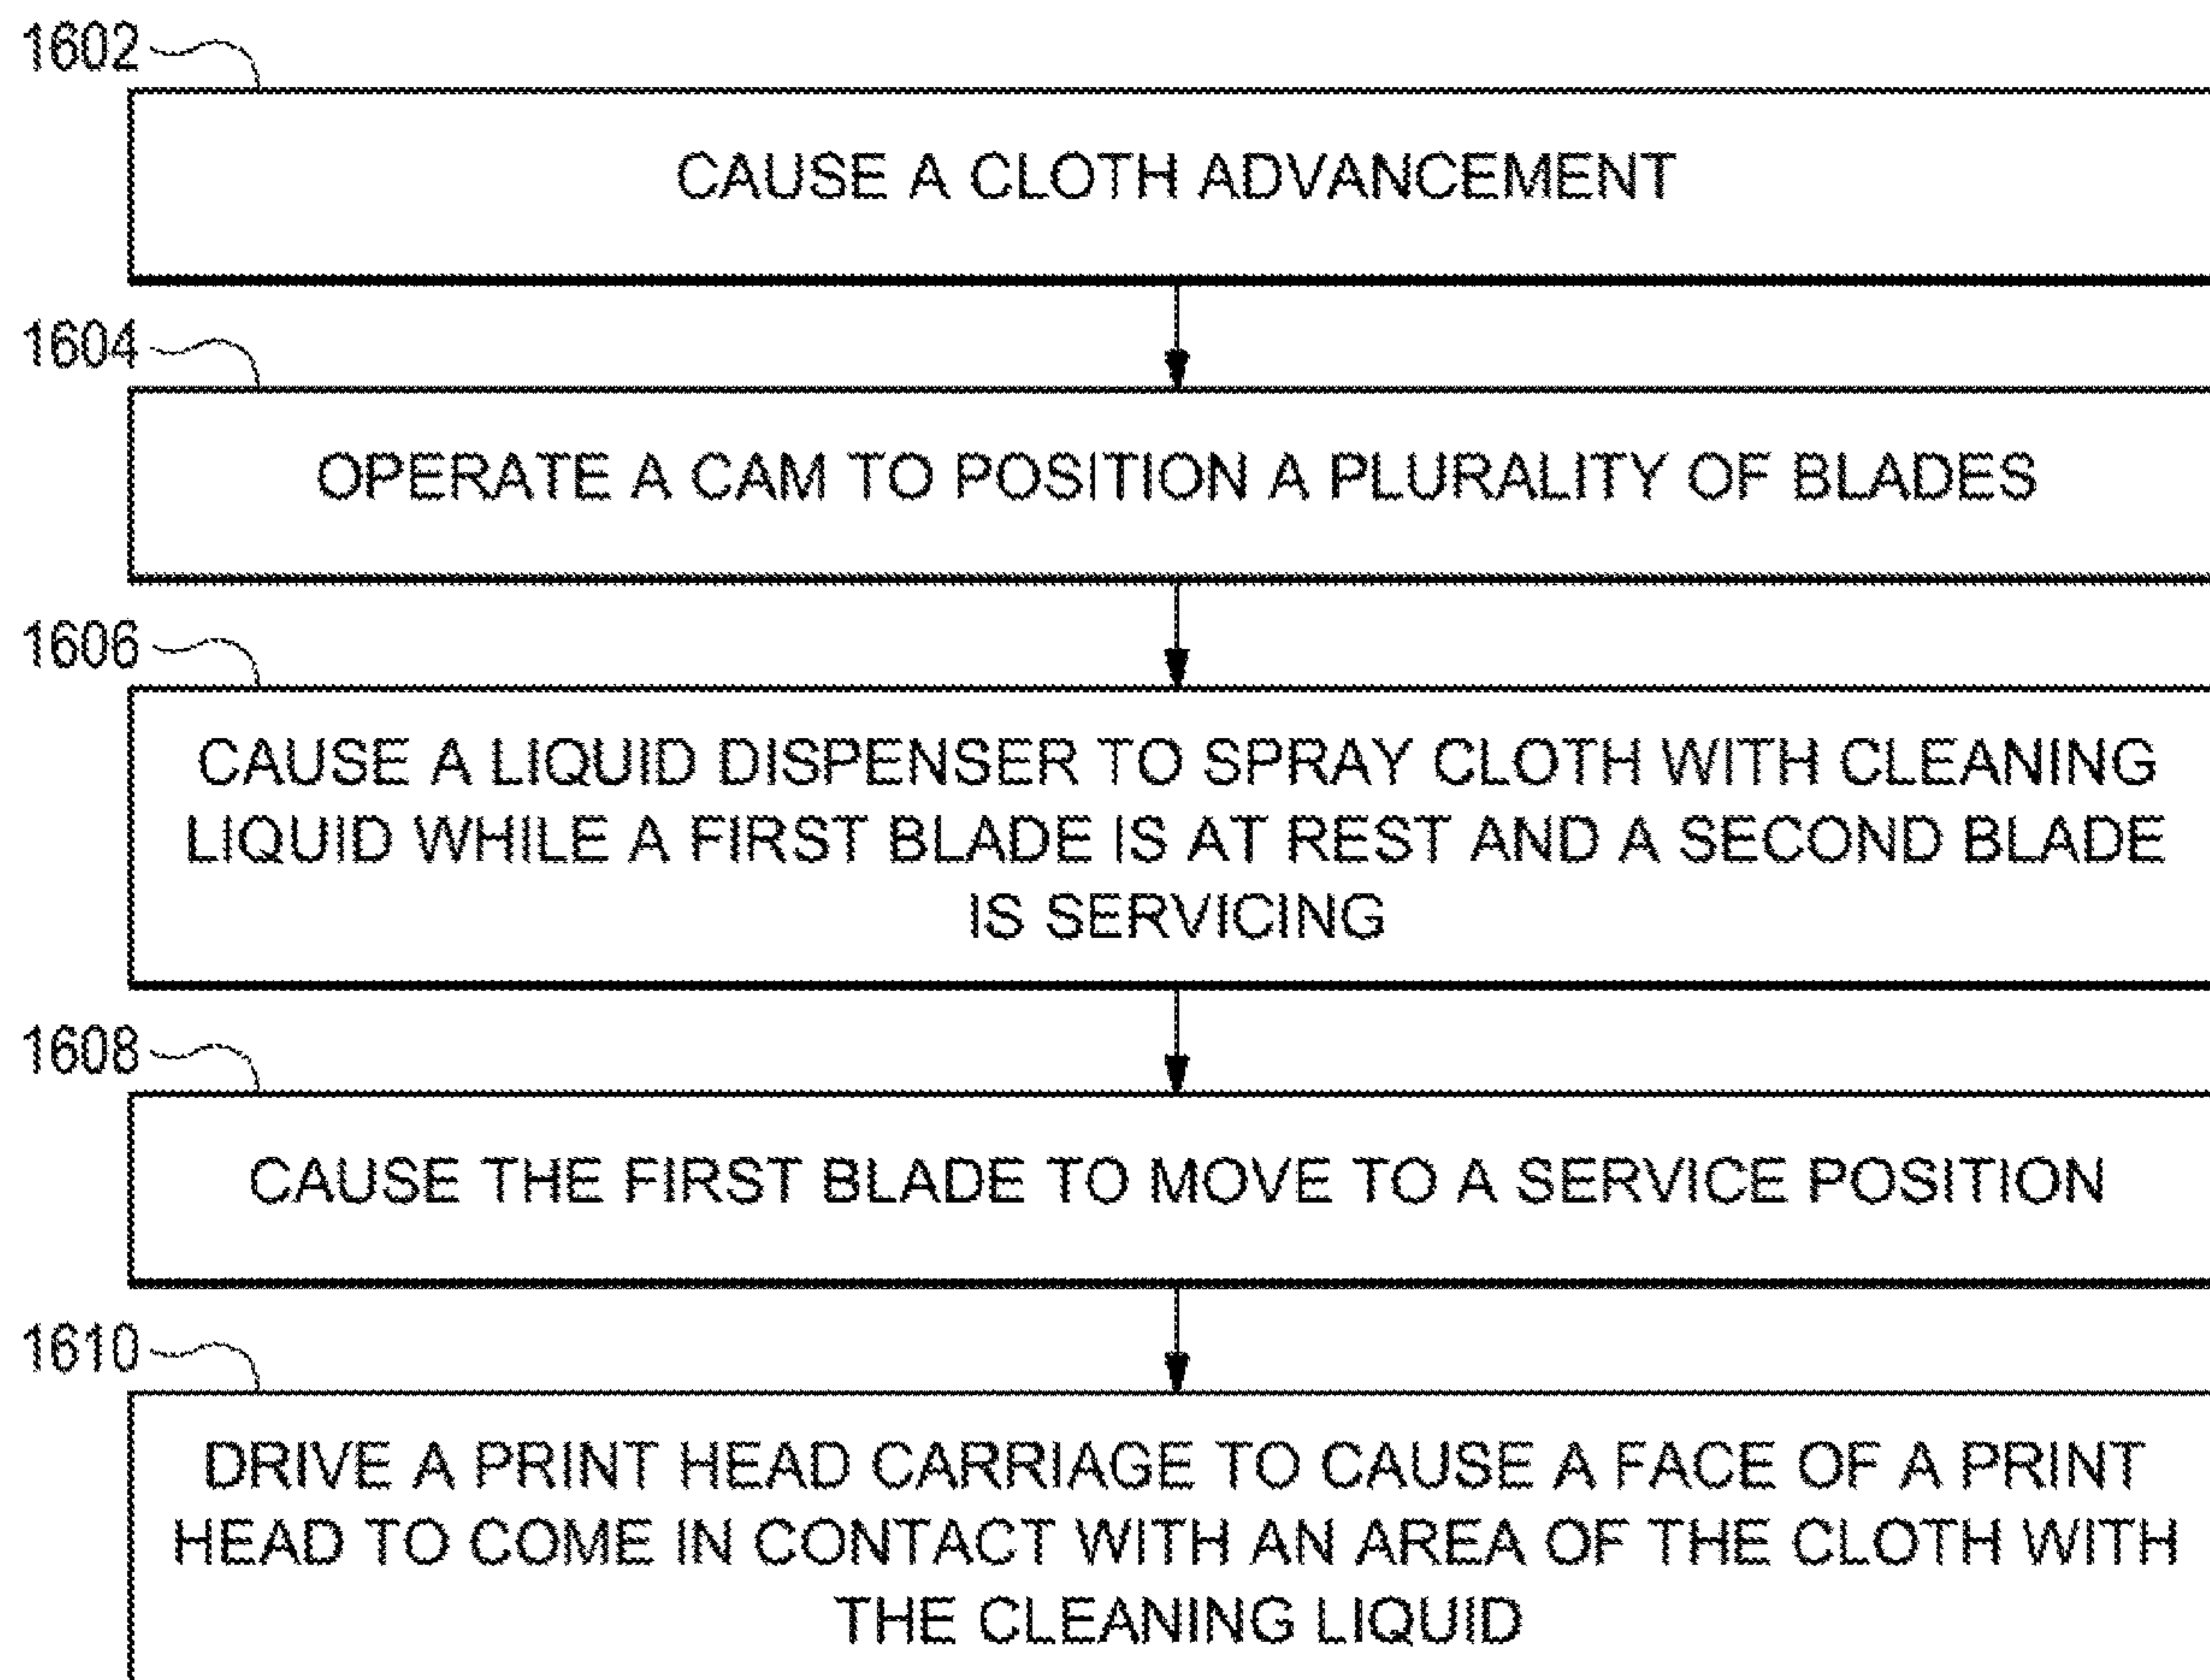 1602
CAUSE A CLOTH ADVANCEMENT
1604
OPERATE A CAM TO POSITION A PLURALITY OF BLADES
1606
CAUSE A LIQUID DISPENSER TO SPRAY CLOTH WITH CLEANING
LIQUID WHILE A FIRST BLADE IS AT REST AND A SECOND BLADE
IS SERVICING
1608
CAUSE THE FIRST BLADE TO MOVE TO A SERVICE POSITION
1610
DRIVE A PRINT HEAD CARRIAGE TO CAUSE A FACE OF A PRINT
HEAD TO COME IN CONTACT WITH AN AREA OF THE CLOTH WITH
THE CLEANING LIQUID